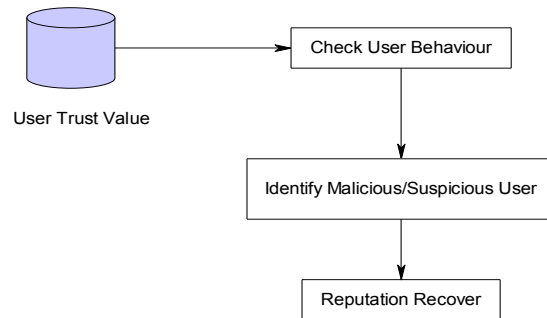 Check User Behaviour
User Trust Value
Identify Malicious/Suspicious User
Reputation Recover